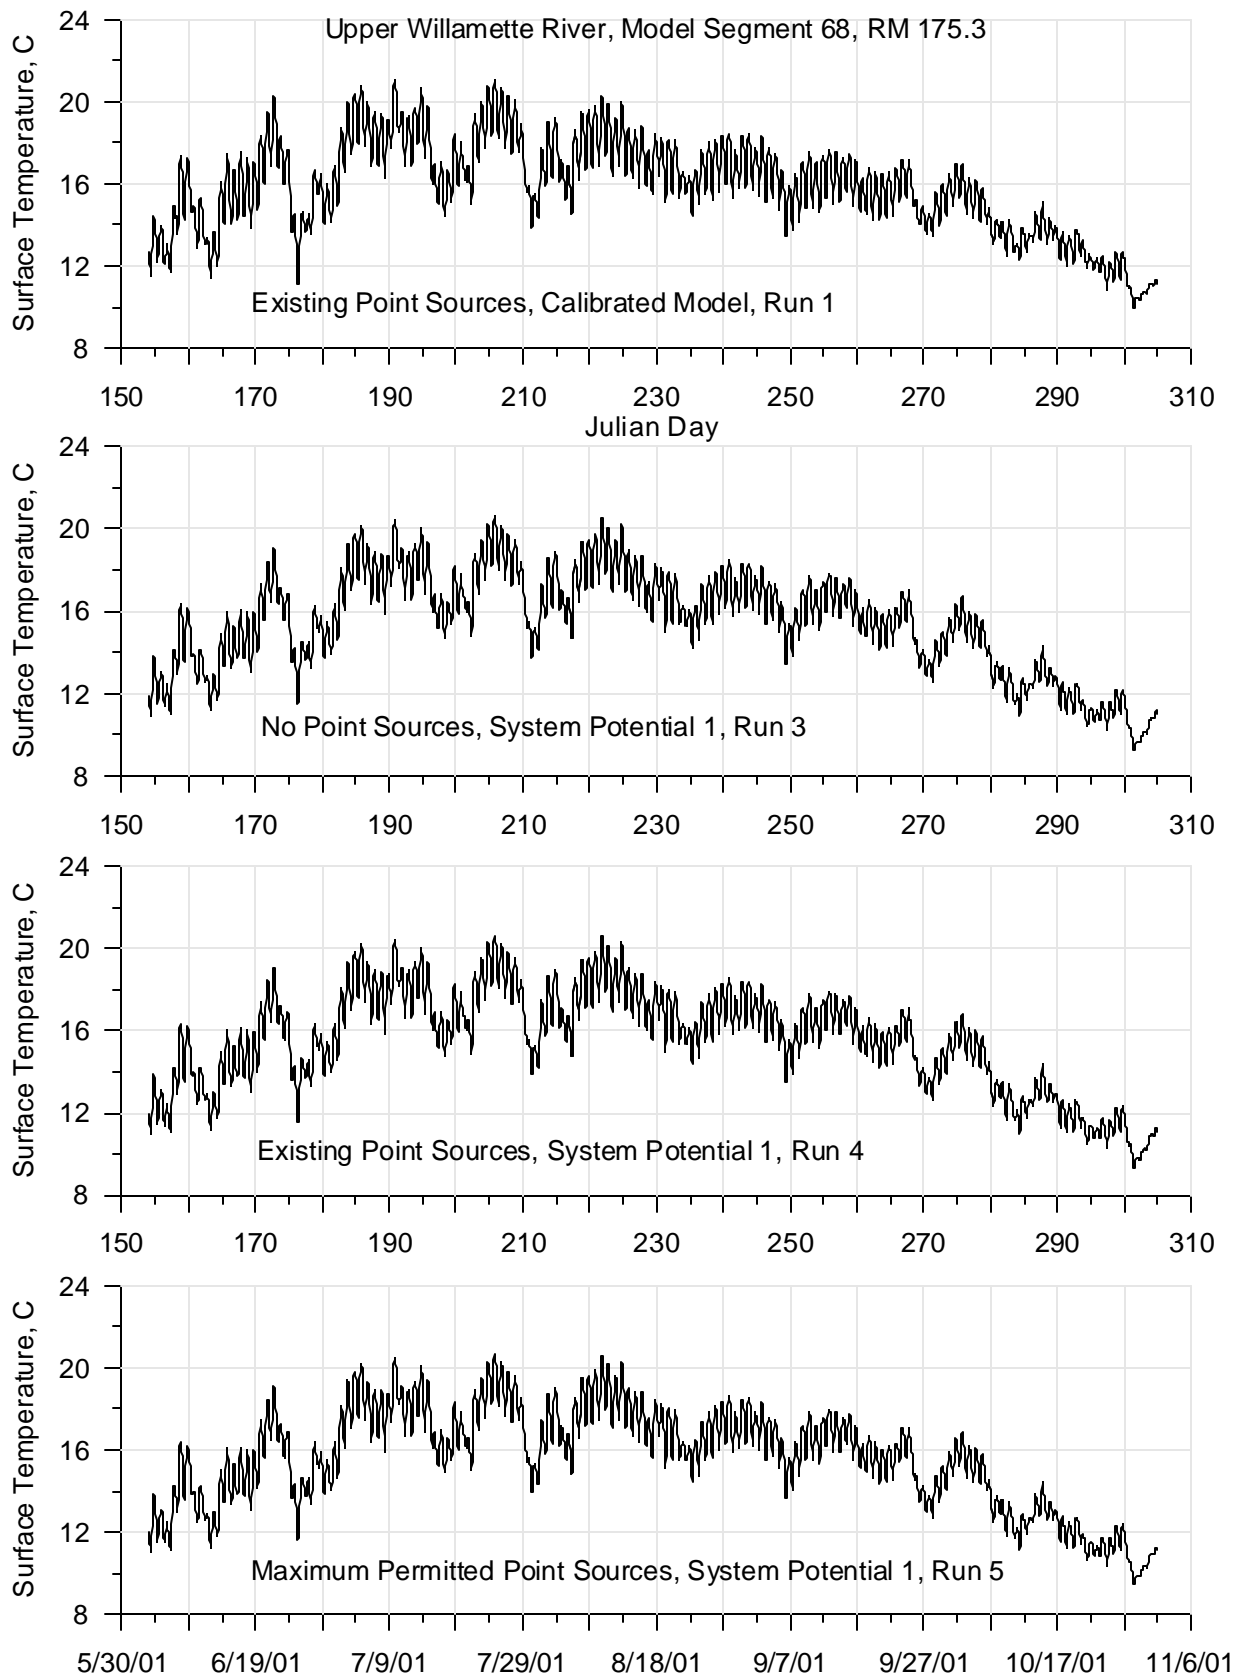 Upper Willamette River, Model Segment 68, RM 175.3
Surface Temperature, C
24
20
16
12
8
Existing Point Sources, Calibrated Model, Run 1
150 170 190 210 230 250 270 290 310
Julian Day
Surface Temperature, C
24
20
16
12
8
No Point Sources, System Potential 1, Run 3
150 170 190 210 230 250 270 290 310
Surface Temperature, C
24
20
16
12
8
Existing Point Sources, System Potential 1, Run 4
150 170 190 210 230 250 270 290 310
Surface Temperature, C
24
20
16
12
8
Maximum Permitted Point Sources, System Potential 1, Run 5
5/30/01 6/19/01 7/9/01 7/29/01 8/18/01 9/7/01 9/27/01 10/17/01 11/6/01